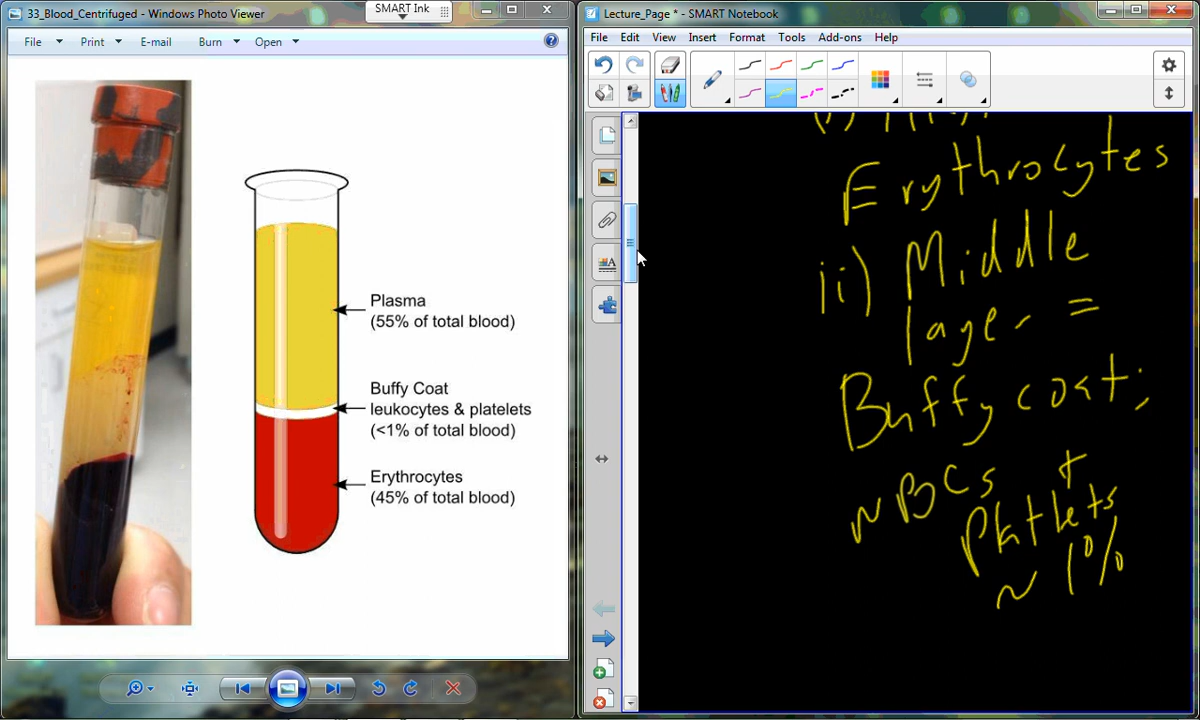 33_Blood_Centrifuged - Windows Photo Viewer
SMART Ink
File Print E-mail Burn Open
Plasma
(55% of total blood)
Buffy Coat
leukocytes & platelets
(<1% of total blood)
Erythrocytes
(45% of total blood)
Lecture_Page * - SMART Notebook
File Edit View Insert Format Tools Add-ons Help
Erythrocytes
ii) Middle
layer =
Buffy coat;
WBCs +
Platlets
~ 1%